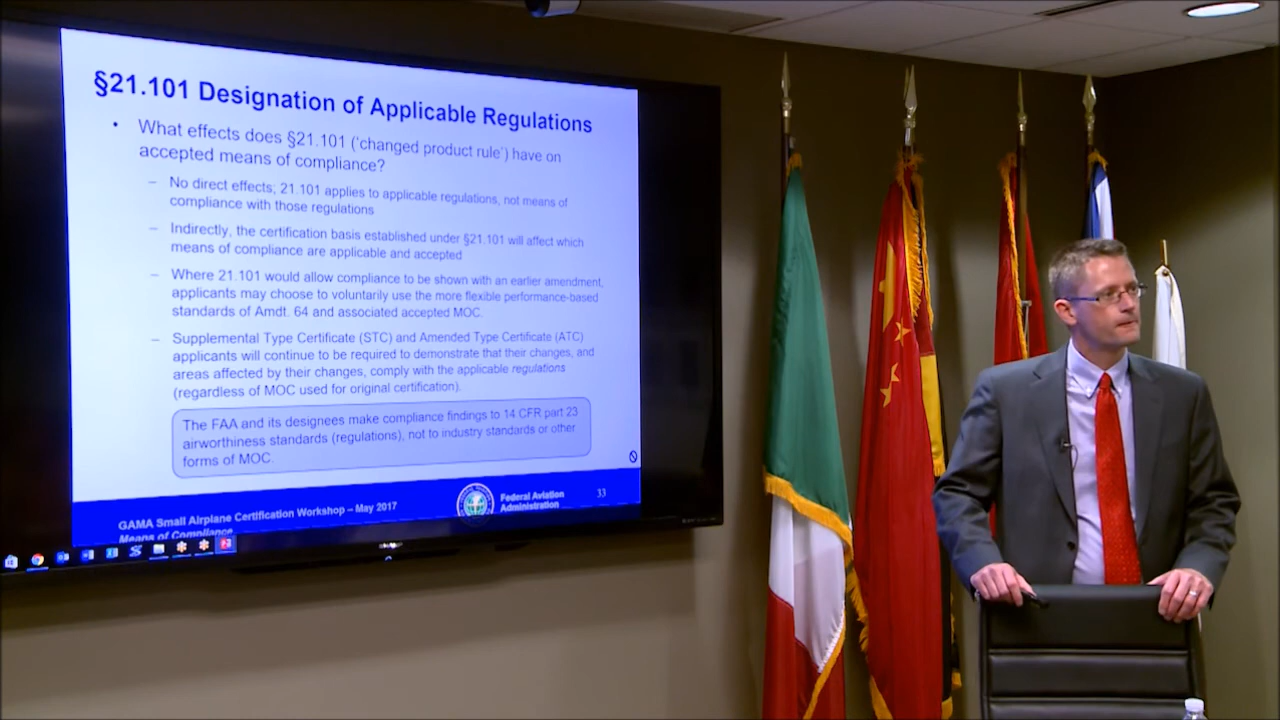 §21.101 Designation of Applicable Regulations
• What effects does §21.101 ('changed product rule') have on
accepted means of compliance?
– No direct effects; 21.101 applies to applicable regulations, not means of
compliance with those regulations
– Indirectly, the certification basis established under §21.101 will affect which
means of compliance are applicable and accepted
– Where 21.101 would allow compliance to be shown with an earlier amendment,
applicants may choose to voluntarily use the more flexible performance-based
standards of Amdt. 64 and associated accepted MOC.
– Supplemental Type Certificate (STC) and Amended Type Certificate (ATC)
applicants will continue to be required to demonstrate that their changes, and
areas affected by their changes, comply with the applicable regulations
(regardless of MOC used for original certification).
The FAA and its designees make compliance findings to 14 CFR part 23
airworthiness standards (regulations), not to industry standards or other
forms of MOC.
GAMA Small Airplane Certification Workshop – May 2017
Means of Compliance
Federal Aviation
Administration
33